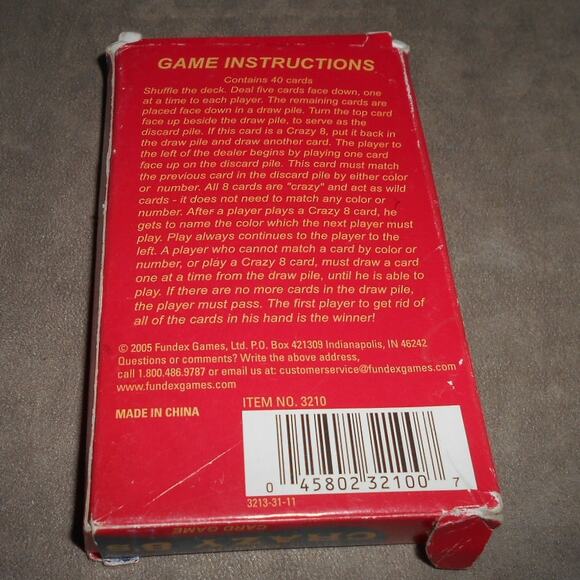 GAME INSTRUCTIONS
Contains 40 cards
Shuffle the deck. Deal five cards face down, one
at a time to each player. The remaining cards are
placed face down in a draw pile. Turn the top card
face up beside the draw pile, to serve as the
discard pile. If this card is a Crazy 8, put it back in
the draw pile and draw another card. The player to
the left of the dealer begins by playing one card
face up on the discard pile. This card must match
the previous card in the discard pile by either color
or number. All 8 cards are "crazy" and act as wild
cards - it does not need to match any color or
number. After a player plays a Crazy 8 card, he
gets to name the color which the next player must
play. Play always continues to the player to the
left. A player who cannot match a card by color or
number, or play a Crazy 8 card, must draw a card
one at a time from the draw pile, until he is able to
play. If there are no more cards in the draw pile,
the player must pass. The first player to get rid of
all of the cards in his hand is the winner!
© 2005 Fundex Games, Ltd. P.O. Box 421309 Indianapolis, IN 46242
Questions or comments? Write the above address,
call 1.800.486.9787 or email us at: customerservice@fundexgames.com.
www.fundexgames.com
MADE IN CHINA
ITEM NO. 3210
0 45802 32100 7
3213-31-11
CARD GAME
CRAZY 8'S